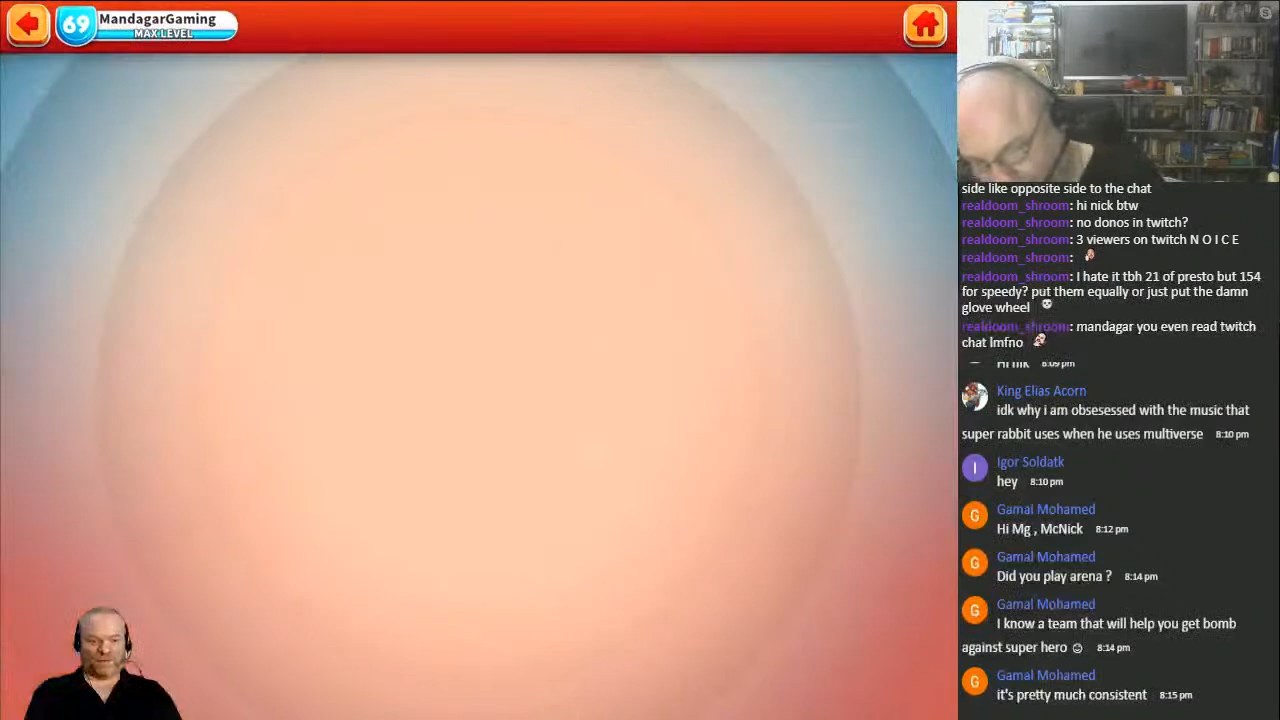 69 MandagarGaming
MAX LEVEL
side like opposite side to the chat
realdoom_shroom: hi nick btw
realdoom_shroom: no donos in twitch?
realdoom_shroom: 3 viewers on twitch N O I C E
realdoom_shroom:
realdoom_shroom: I hate it tbh 21 of presto but 154
for speedy? put them equally or just put the damn
glove wheel
realdoom_shroom: mandagar you even read twitch
chat lmfno
8:09 pm
King Elias Acorn
idk why i am obsesessed with the music that
super rabbit uses when he uses multiverse 8:10 pm
I Igor Soldatk
hey 8:10 pm
G Gamal Mohamed
Hi Mg , McNick 8:12 pm
G Gamal Mohamed
Did you play arena ? 8:14 pm
G Gamal Mohamed
I know a team that will help you get bomb
against super hero 8:14 pm
G Gamal Mohamed
it's pretty much consistent 8:15 pm